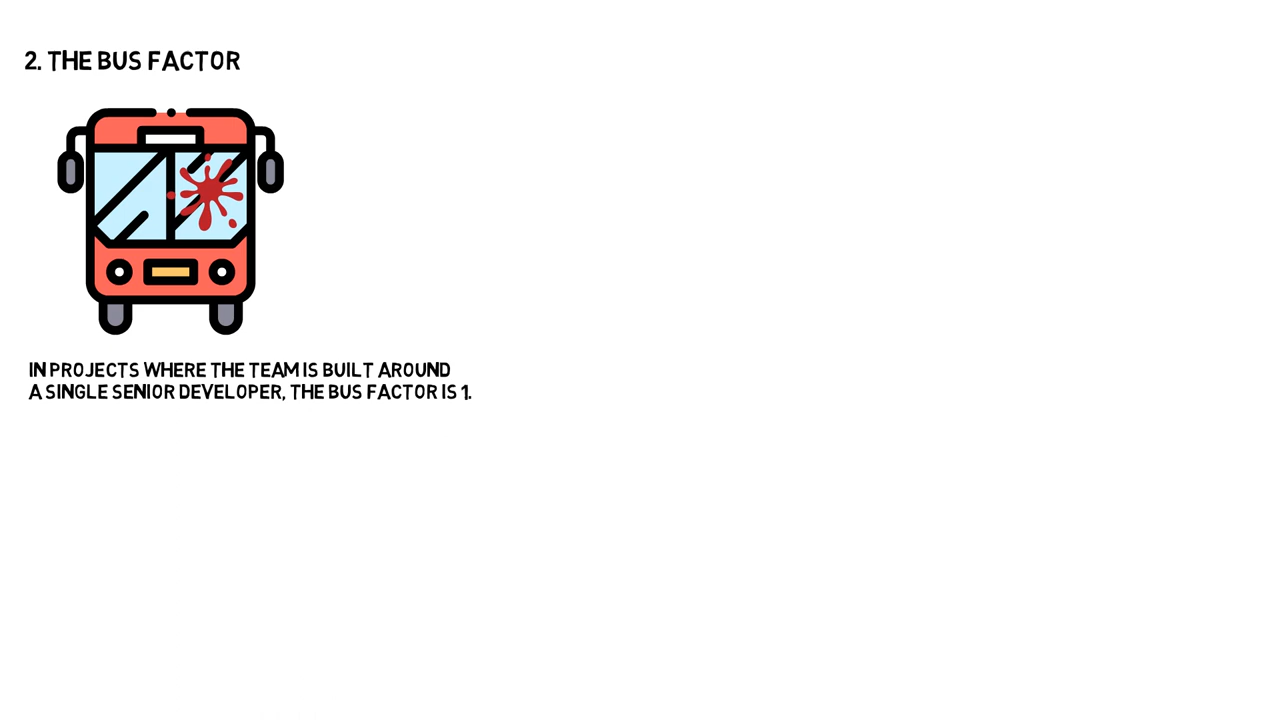 2. THE BUS FACTOR
IN PROJECTS WHERE THE TEAM IS BUILT AROUND
A SINGLE SENIOR DEVELOPER, THE BUS FACTOR IS 1.